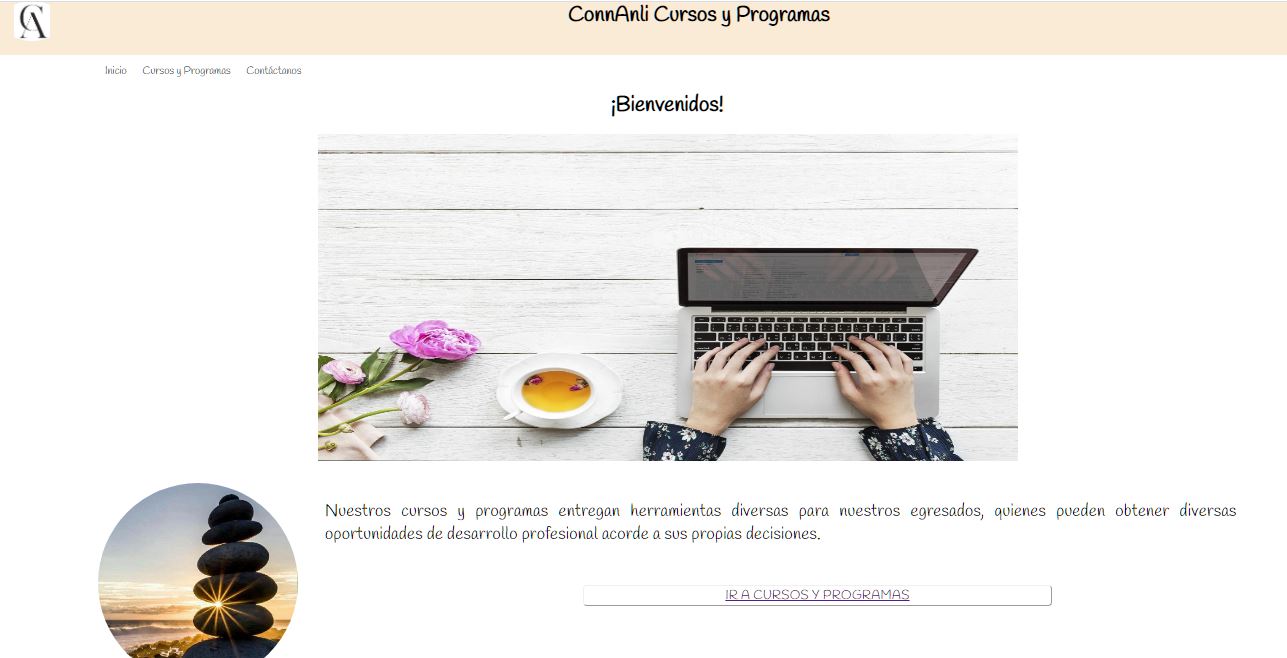 CA
ConnAnli Cursos y Programas
Inicio Cursos y Programas Contáctanos
¡Bienvenidos!
Nuestros cursos y programas entregan herramientas diversas para nuestros egresados, quienes pueden obtener diversas
oportunidades de desarrollo profesional acorde a sus propias decisiones.
IR A CURSOS Y PROGRAMAS